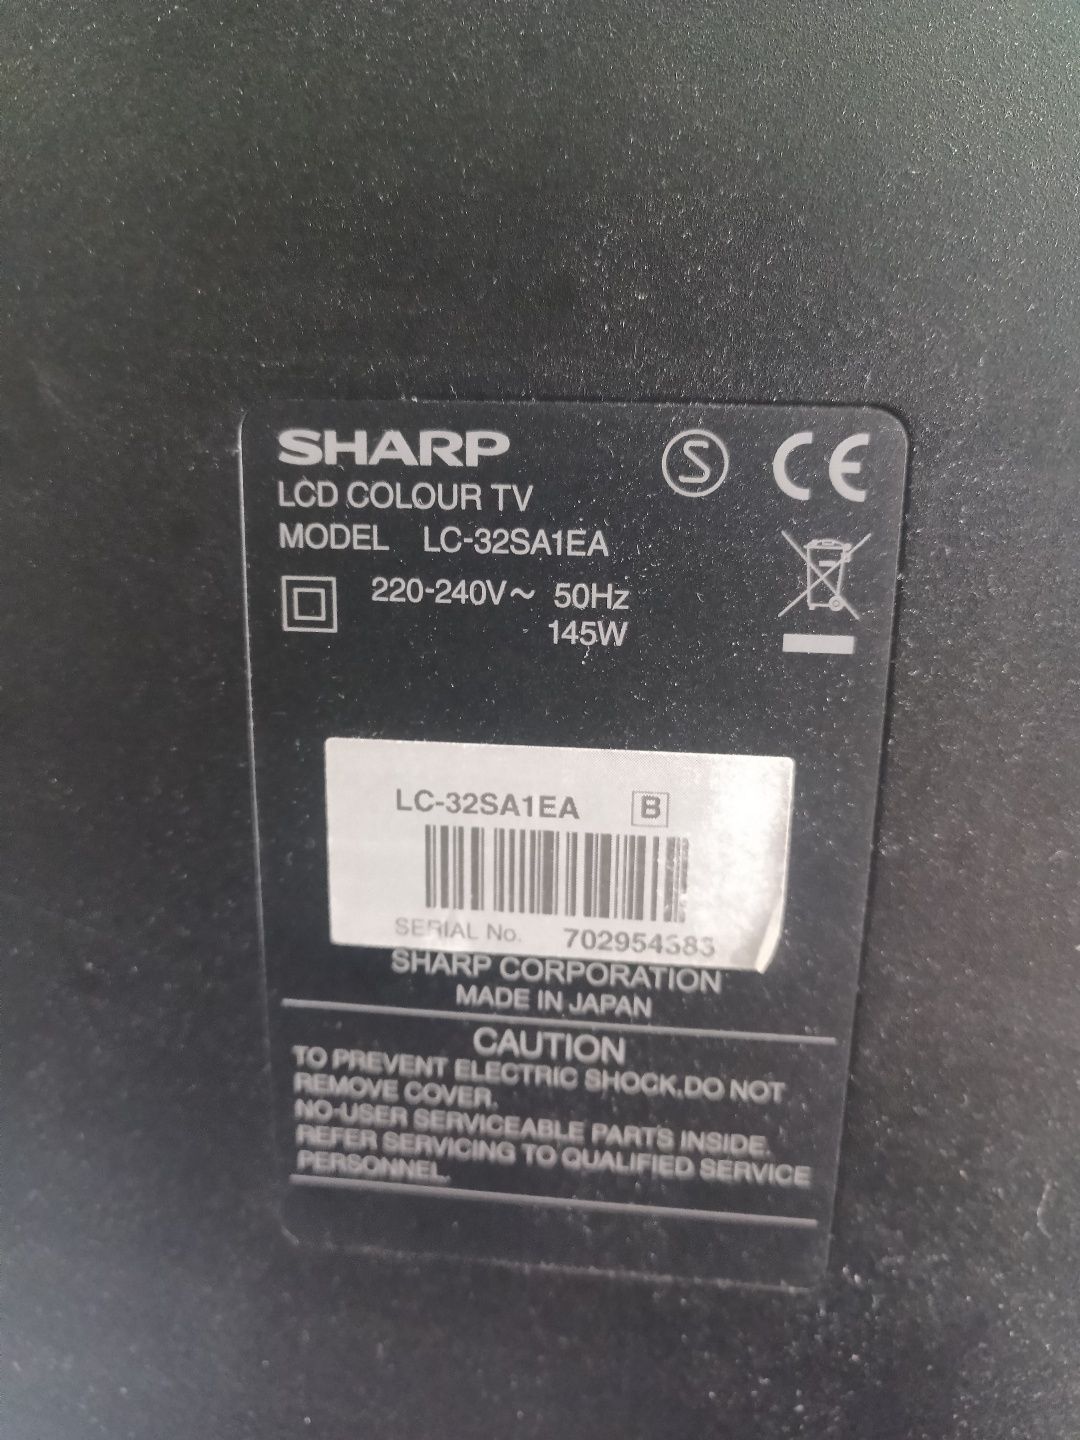 SHARP
LCD COLOUR TV
MODEL LC-32SA1EA
220-240V~ 50Hz
145W
LC-32SA1EA B
SERIAL No. 702954383
SHARP CORPORATION
MADE IN JAPAN
CAUTION
TO PREVENT ELECTRIC SHOCK,DO NOT
REMOVE COVER.
NO USER SERVICEABLE PARTS INSIDE.
REFER SERVICING TO QUALIFIED SERVICE
PERSONNEL.